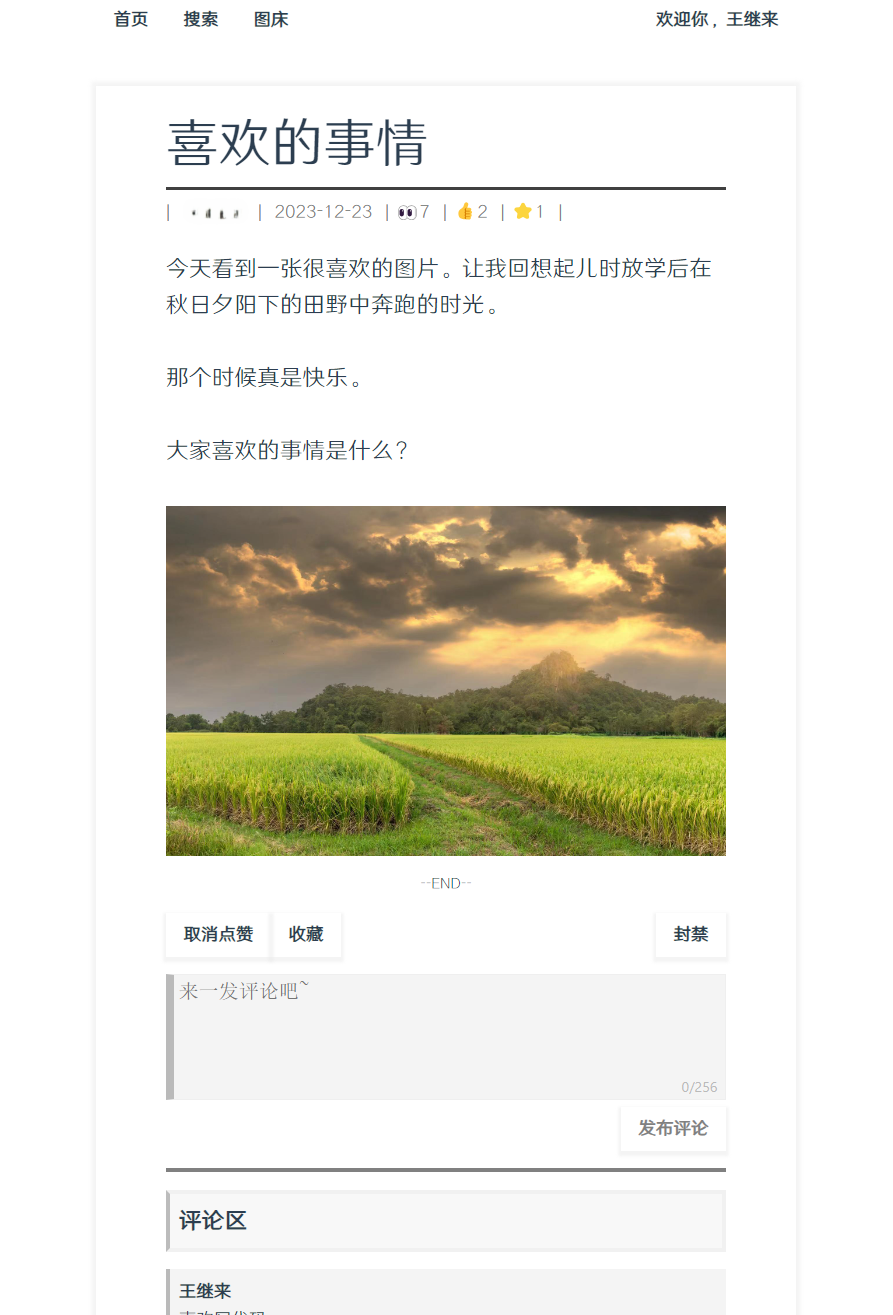 首页 搜索 图床 欢迎你，王继来
喜欢的事情
| | 2023-12-23 | 👀7 | 👍2 | ⭐1 |
今天看到一张很喜欢的图片。让我回想起儿时放学后在
秋日夕阳下的田野中奔跑的时光。
那个时候真是快乐。
大家喜欢的事情是什么？
--END--
取消点赞 收藏 封禁
来一发评论吧~
0/256
发布评论
评论区
王继来